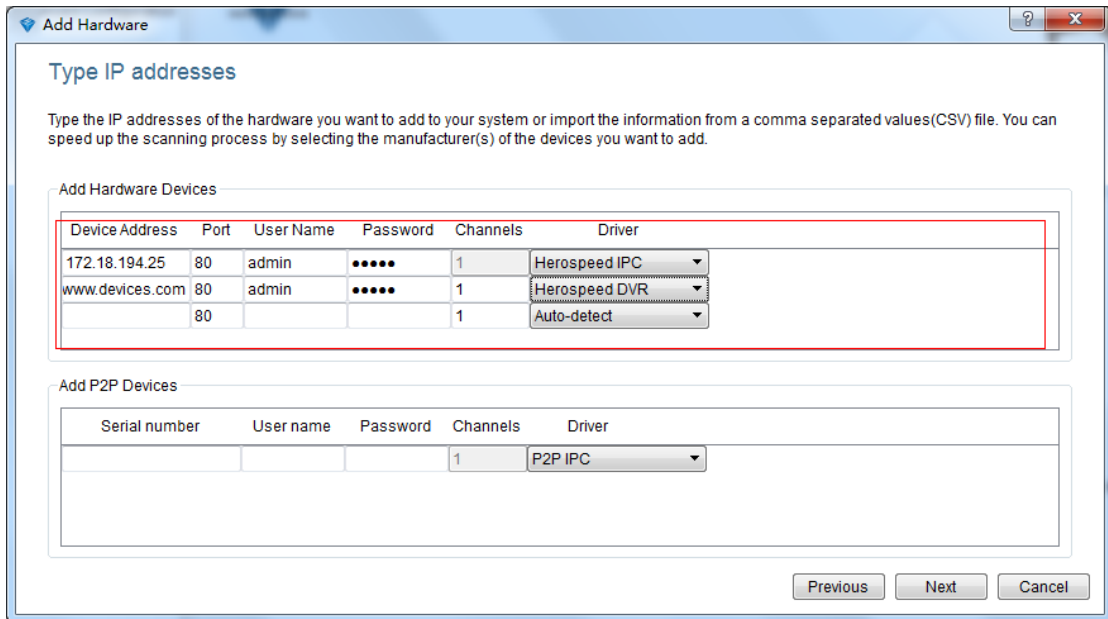 Add Hardware
Type IP addresses
Type the IP addresses of the hardware you want to add to your system or import the information from a comma separated values(CSV) file. You can
speed up the scanning process by selecting the manufacturer(s) of the devices you want to add.
Add Hardware Devices
Device Address Port User Name Password Channels Driver
172.18.194.25 80 admin ●●●●● 1 Herospeed IPC
www.devices.com 80 admin ●●●●● 1 Herospeed DVR
80 1 Auto-detect
Add P2P Devices
Serial number User name Password Channels Driver
1 P2P IPC
Previous Next Cancel